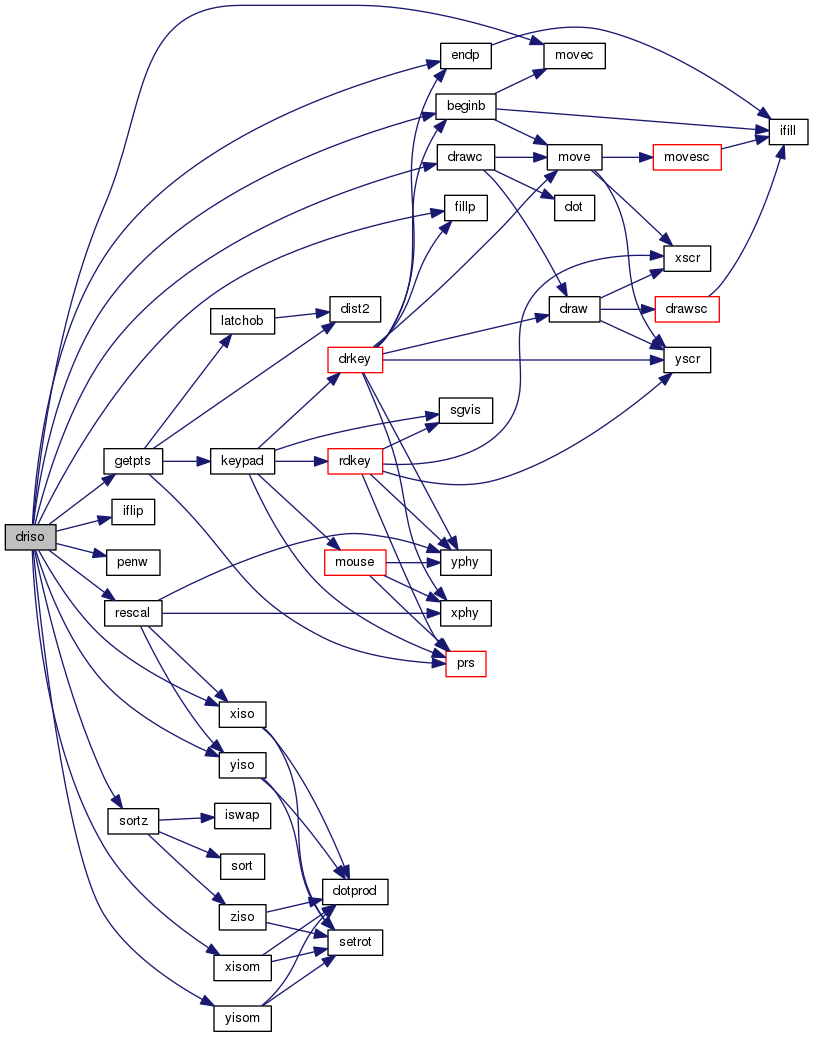 endp
movec
beginb
ifill
drawc
move
movesc
fillp
dot
xscr
latchob
dist2
draw
drawsc
drkey
yscr
sgvis
getpts
keypad
rdkey
iflip
driso
penw
mouse
yphy
rescal
xphy
prs
xiso
yiso
sortz
iswap
sort
dotprod
ziso
setrot
xisom
yisom